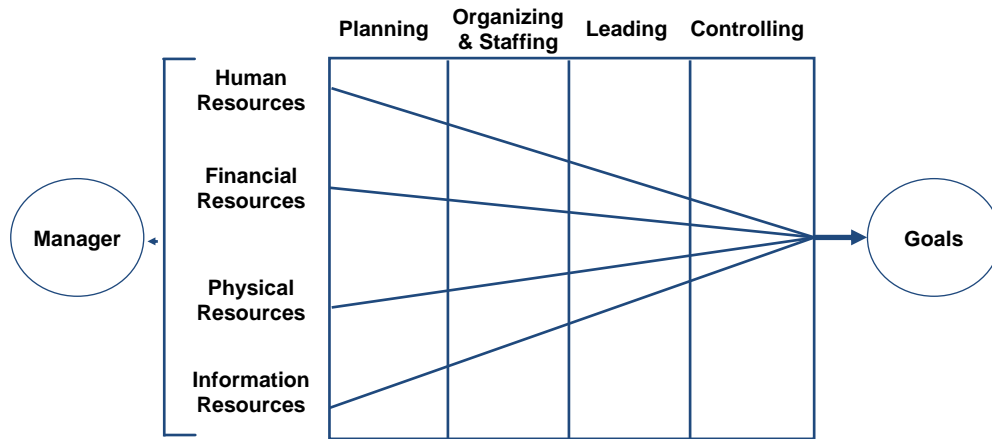 Planning
Organizing
& Staffing
Leading
Controlling
Human
Resources
Financial
Resources
Manager
Goals
Physical
Resources
Information
Resources